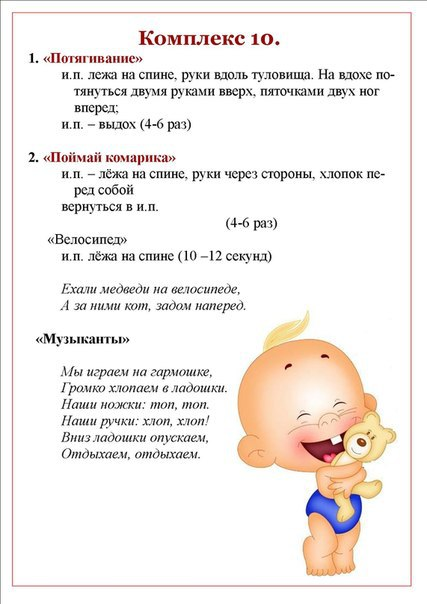 Комплекс 10.
1. «Потягивание»
и.п. лежа на спине, руки вдоль туловища. На вдохе по-
тянуться двумя руками вверх, пяточками двух ног
вперед;
и.п. – выдох (4-6 раз)
2. «Поймай комарика»
и.п. – лёжа на спине, руки через стороны, хлопок пе-
ред собой
вернуться в и.п.
(4-6 раз)
«Велосипед»
и.п. лёжа на спине (10 –12 секунд)
Ехали медведи на велосипеде,
А за ними кот, задом наперед.
«Музыканты»
Мы играем на гармошке,
Громко хлопаем в ладошки.
Наши ножки: топ, топ.
Наши ручки: хлоп, хлоп!
Вниз ладошки опускаем,
Отдыхаем, отдыхаем.